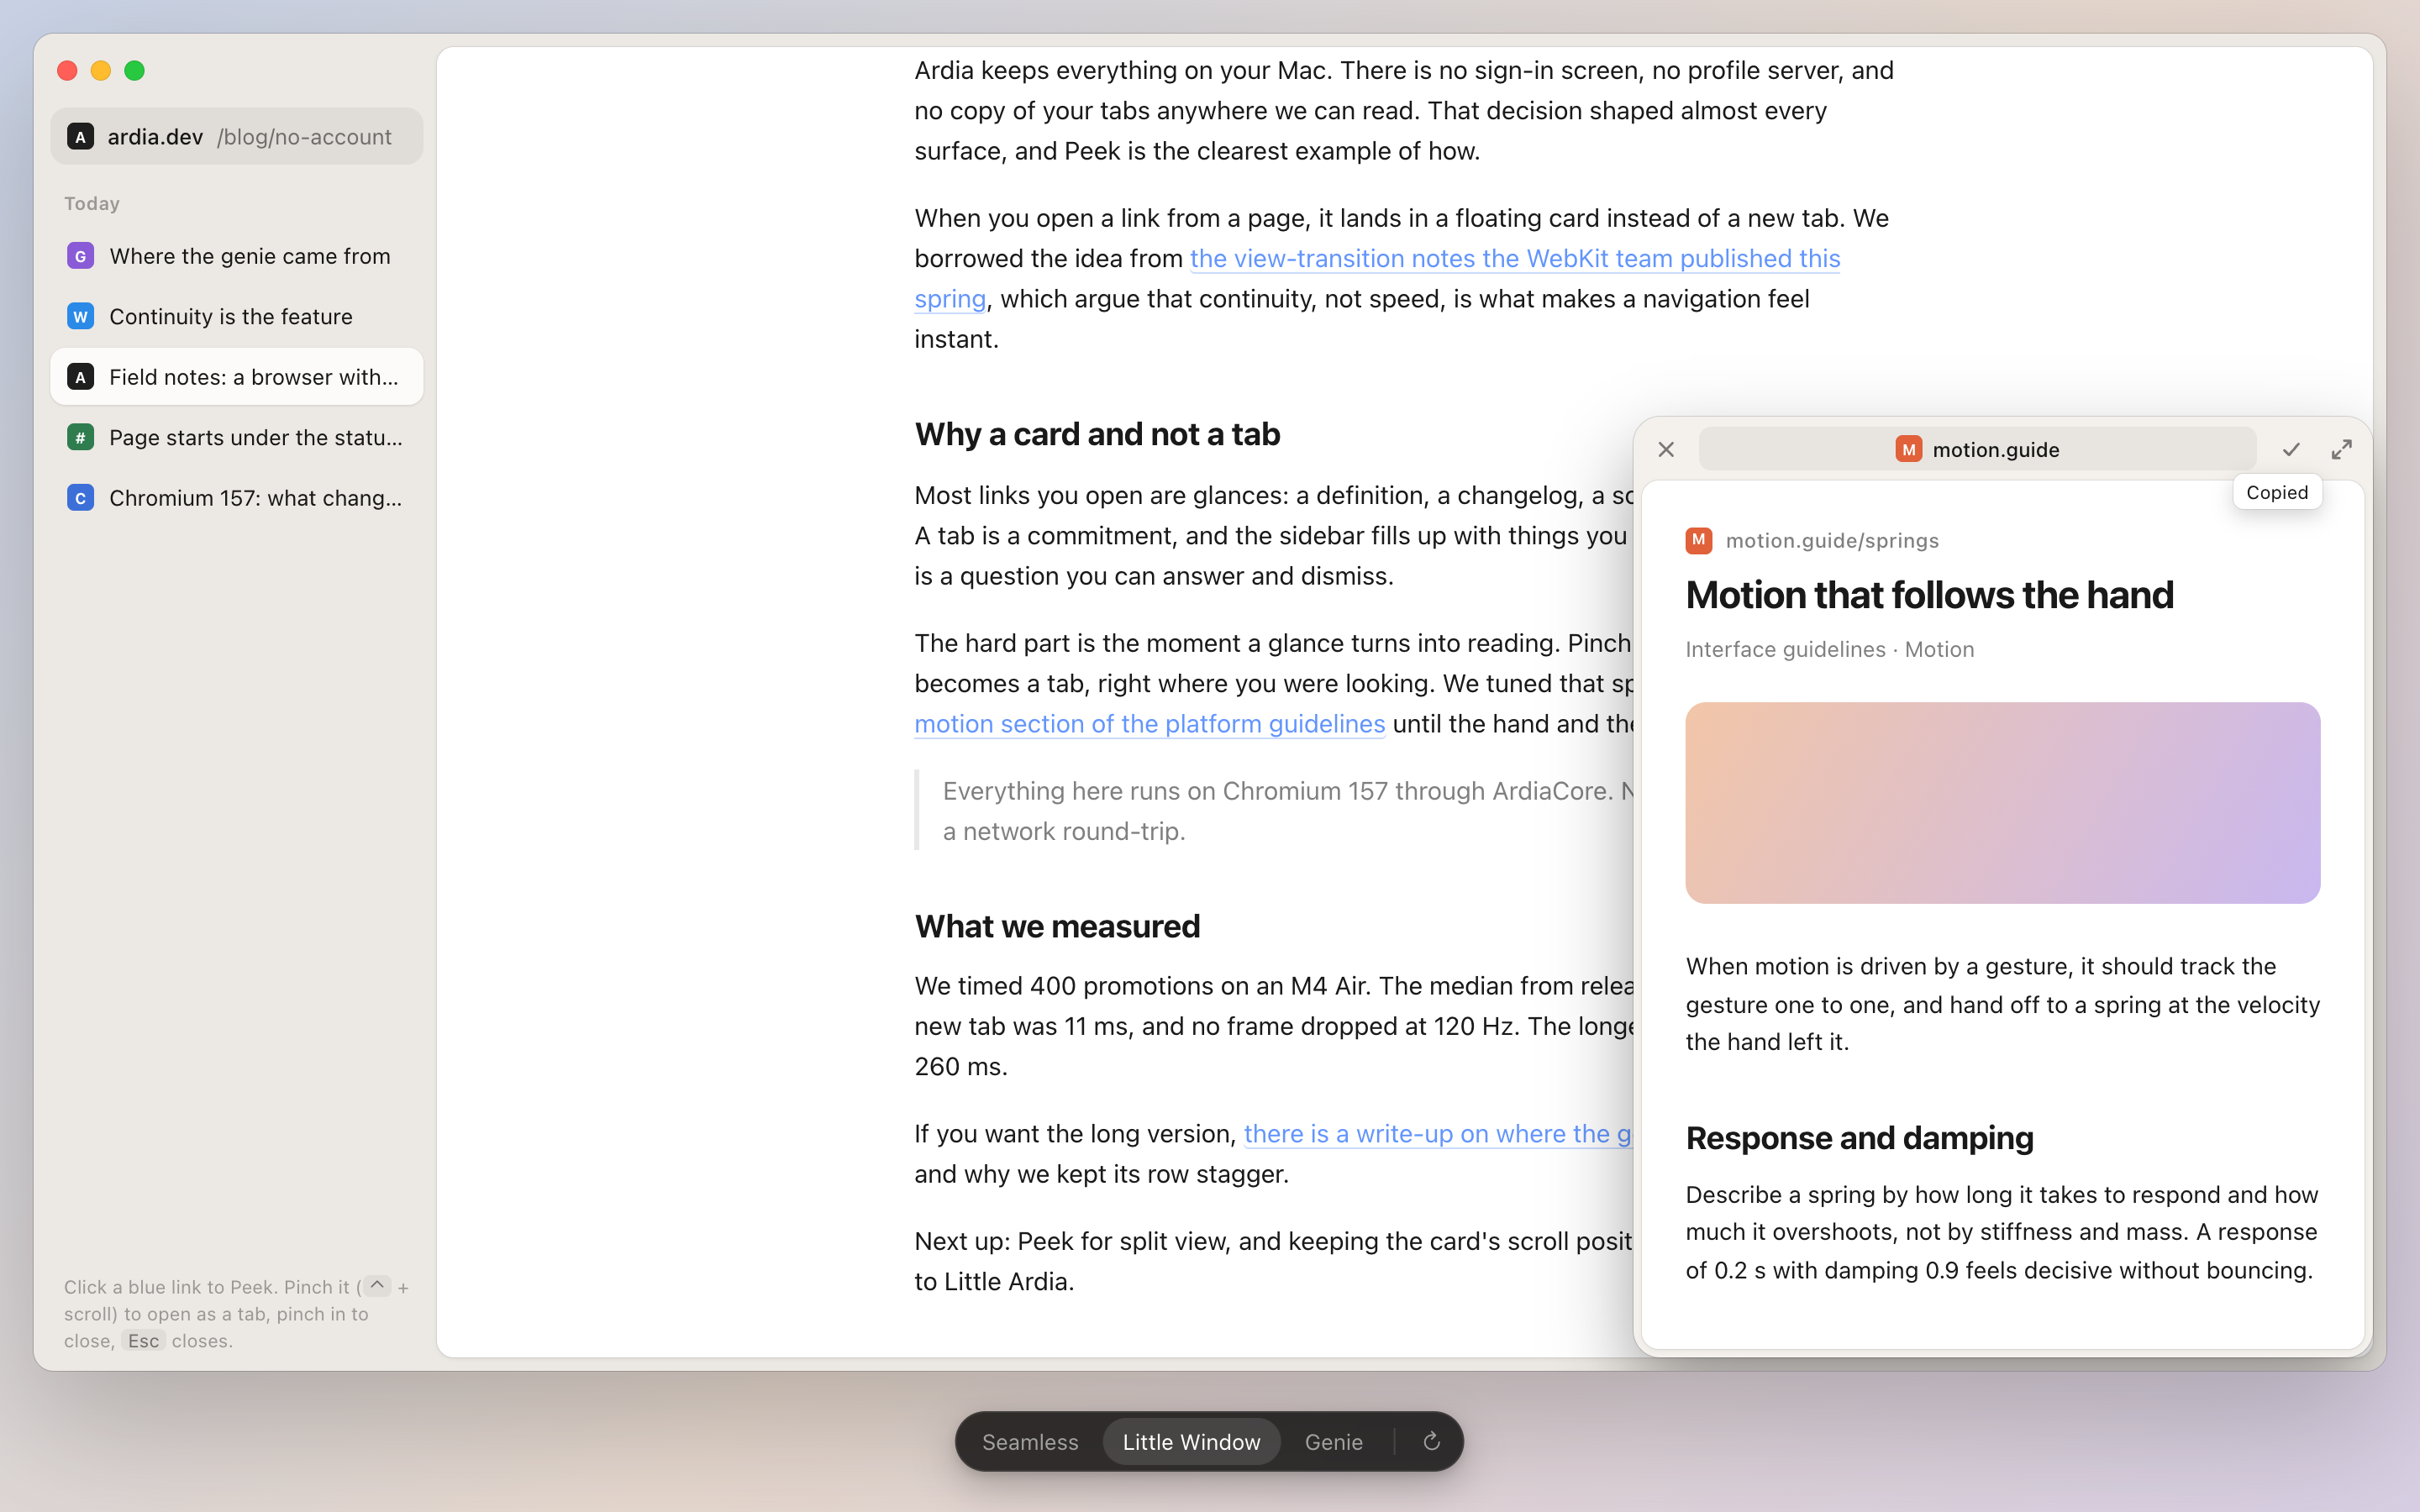 A ardia.dev /blog/no-account
Today
G Where the genie came from
W Continuity is the feature
A Field notes: a browser with...
# Page starts under the statu...
C Chromium 157: what chang...
Click a blue link to Peek. Pinch it (^ +
scroll) to open as a tab, pinch in to
close, Esc closes.
Ardia keeps everything on your Mac. There is no sign-in screen, no profile server, and
no copy of your tabs anywhere we can read. That decision shaped almost every
surface, and Peek is the clearest example of how.
When you open a link from a page, it lands in a floating card instead of a new tab. We
borrowed the idea from the view-transition notes the WebKit team published this
spring, which argue that continuity, not speed, is what makes a navigation feel
instant.
Why a card and not a tab
Most links you open are glances: a definition, a changelog, a sc
A tab is a commitment, and the sidebar fills up with things you
is a question you can answer and dismiss.
The hard part is the moment a glance turns into reading. Pinch
becomes a tab, right where you were looking. We tuned that sp
motion section of the platform guidelines until the hand and the
Everything here runs on Chromium 157 through ArdiaCore. N
a network round-trip.
What we measured
We timed 400 promotions on an M4 Air. The median from relea
new tab was 11 ms, and no frame dropped at 120 Hz. The longe
260 ms.
If you want the long version, there is a write-up on where the g
and why we kept its row stagger.
Next up: Peek for split view, and keeping the card's scroll posit
to Little Ardia.
M motion.guide
Copied
M motion.guide/springs
Motion that follows the hand
Interface guidelines · Motion
When motion is driven by a gesture, it should track the
gesture one to one, and hand off to a spring at the velocity
the hand left it.
Response and damping
Describe a spring by how long it takes to respond and how
much it overshoots, not by stiffness and mass. A response
of 0.2 s with damping 0.9 feels decisive without bouncing.
Seamless Little Window Genie